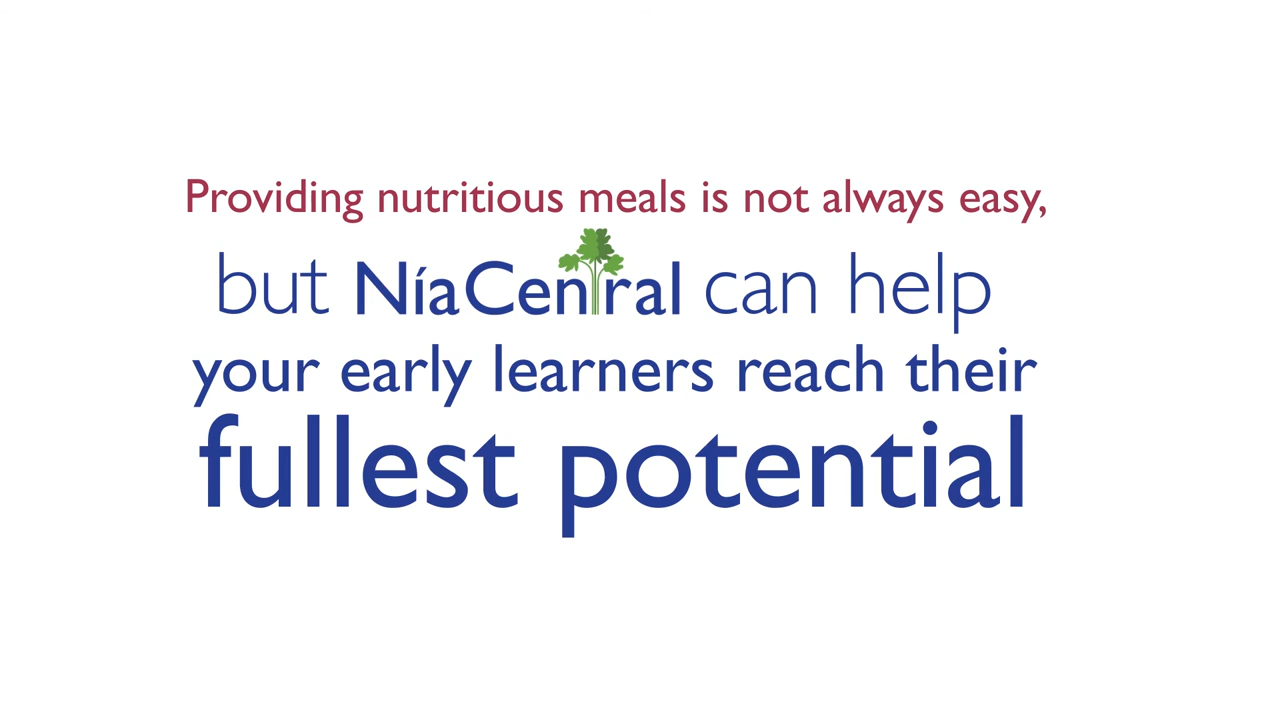 Providing nutritious meals is not always easy,
but NíaCentral can help
your early learners reach their
fullest potential